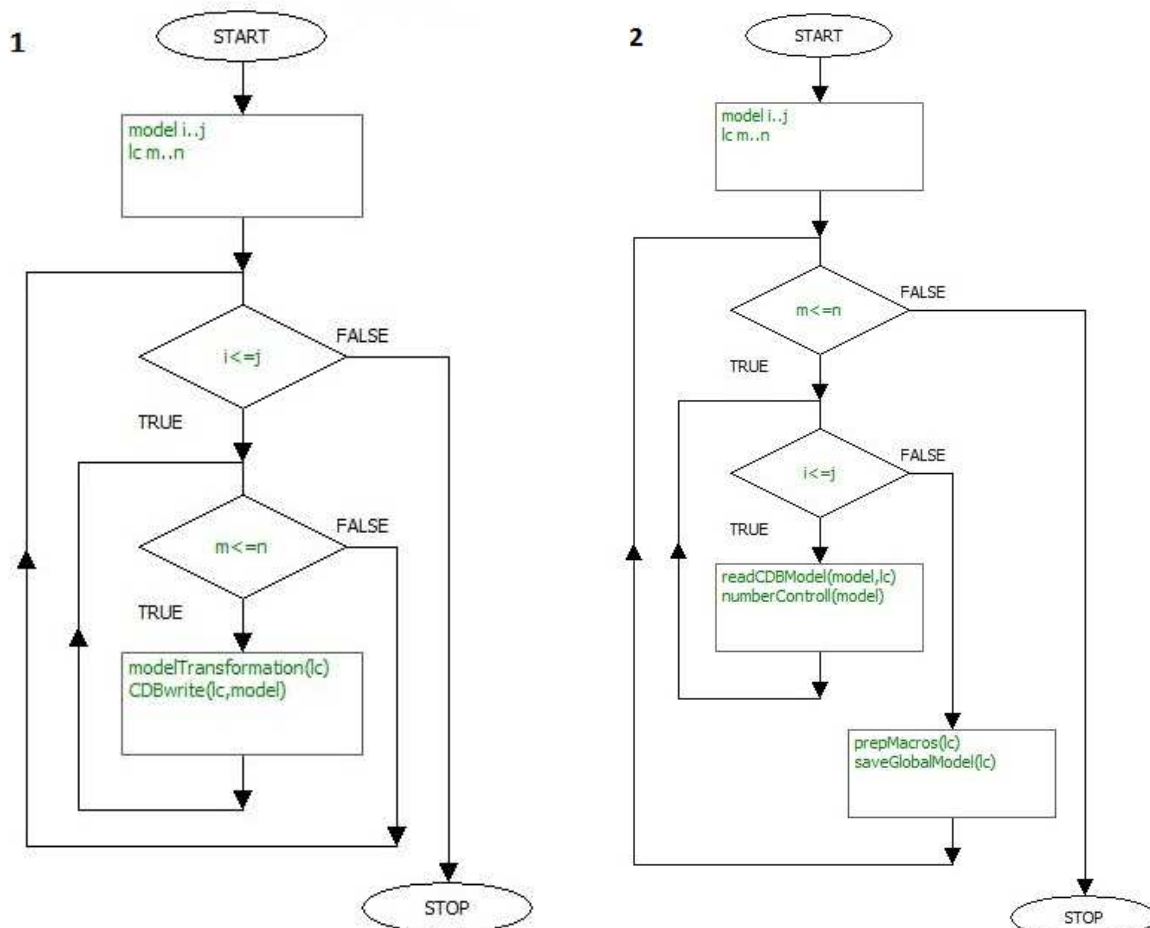 1
START
model i..j
lc m..n
i<=j
FALSE
TRUE
m<=n
FALSE
TRUE
modelTransformation(lc)
CDBwrite(lc,model)
STOP
2
START
model i..j
lc m..n
m<=n
FALSE
TRUE
i<=j
FALSE
TRUE
readCDBModel(model,lc)
numberControll(model)
prepMacros(lc)
saveGlobalModel(lc)
STOP